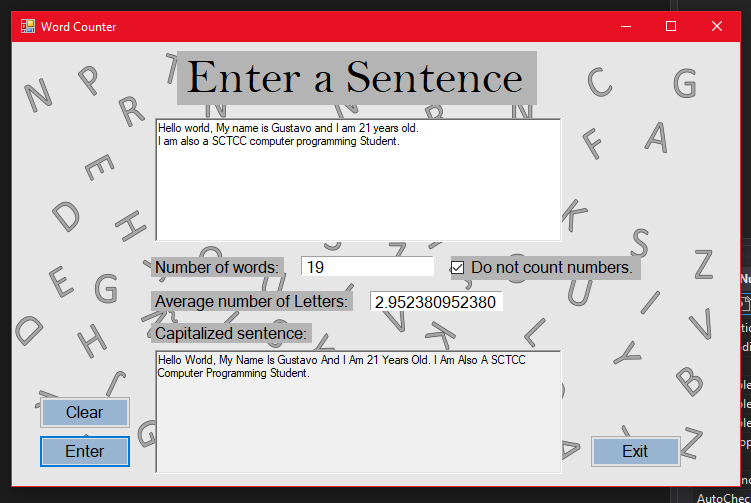 Word Counter
Enter a Sentence
Hello world, My name is Gustavo and I am 21 years old.
I am also a SCTCC computer programming Student.
Number of words: 19 Do not count numbers.
Average number of Letters: 2.952380952380
Capitalized sentence:
Hello World, My Name Is Gustavo And I Am 21 Years Old. I Am Also A SCTCC
Computer Programming Student.
Clear
Enter
Exit
AutoChec